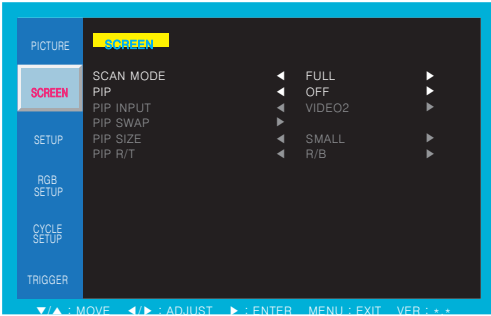 PICTURE
SCREEN
SETUP
RGB
SETUP
CYCLE
SETUP
TRIGGER
SCREEN
SCAN MODE ◀ FULL ▶
PIP ◀ OFF ▶
PIP INPUT ◀ VIDEO2 ▶
PIP SWAP ▶
PIP SIZE ◀ SMALL ▶
PIP R/T ◀ R/B ▶
▼/▲ : MOVE ◀/▶ : ADJUST ▶ : ENTER MENU : EXIT VER : * *